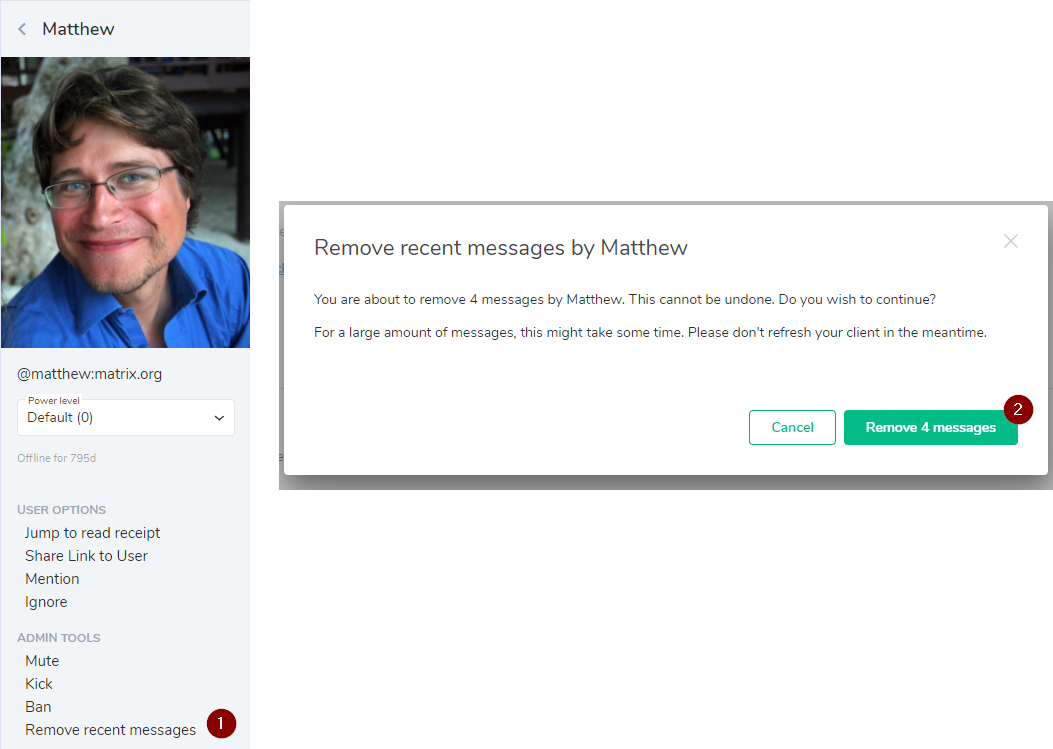 Matthew
@matthew:matrix.org
Power level
Default (0)
Offline for 795d
USER OPTIONS
Jump to read receipt
Share Link to User
Mention
Ignore
ADMIN TOOLS
Mute
Kick
Ban
Remove recent messages
1
Remove recent messages by Matthew
You are about to remove 4 messages by Matthew. This cannot be undone. Do you wish to continue?
For a large amount of messages, this might take some time. Please don't refresh your client in the meantime.
2
Cancel
Remove 4 messages